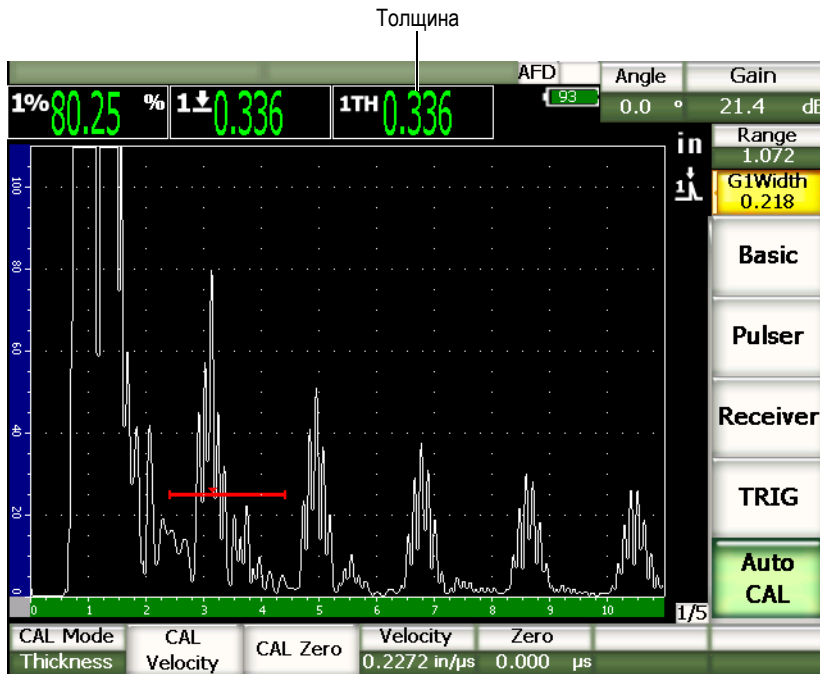 Толщина
AFD
Angle
Gain
1% 80.25 %
1 0.336
1TH 0.336
93
0.0 °
21.4 dB
in
Range
1.072
1
G1Width
0.218
Basic
Pulser
Receiver
TRIG
Auto
CAL
100
80
60
40
20
0
0 1 2 3 4 5 6 7 8 9 10
1/5
CAL Mode
Thickness
CAL
Velocity
CAL Zero
Velocity
0.2272 in/µs
Zero
0.000 µs